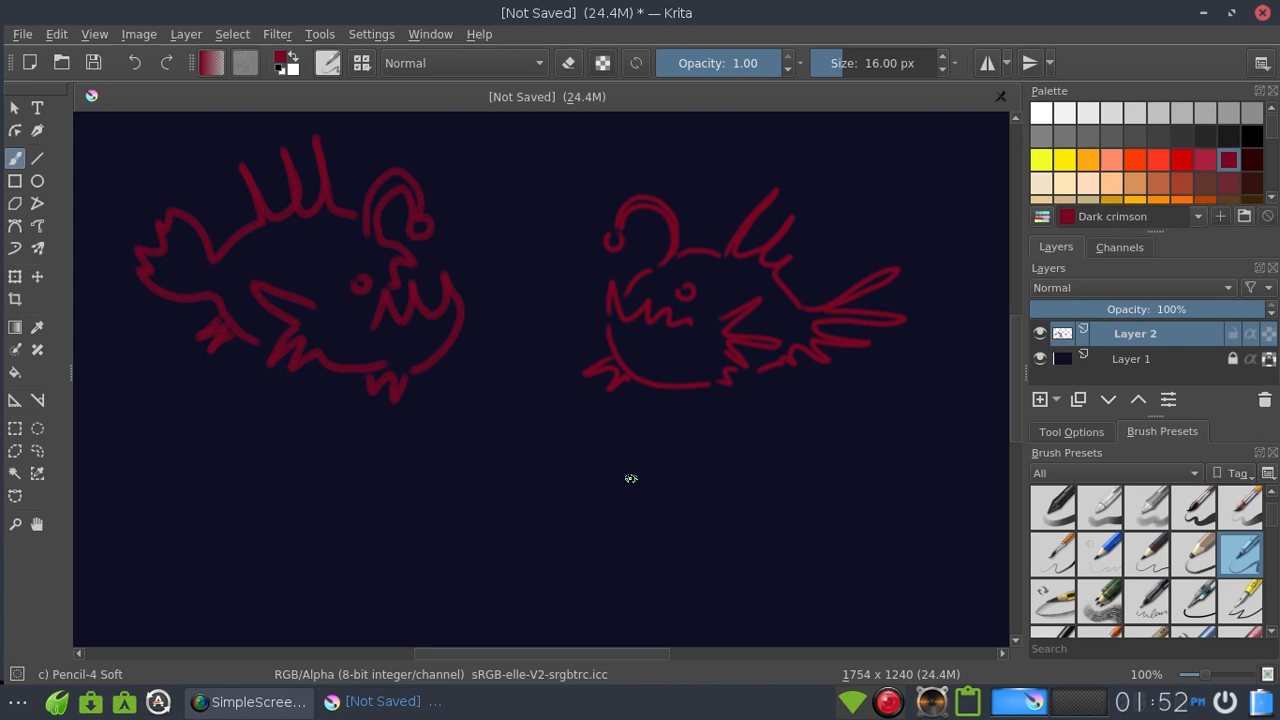 [Not Saved]  (24.4M) * — Krita
File Edit View Image Layer Select Filter Tools Settings Window Help
Normal Opacity: 1.00 Size: 16.00 px
[Not Saved]  (24.4M)
Palette
Dark crimson
Layers Channels
Layers
Normal
Opacity: 100%
Layer 2
Layer 1
Tool Options Brush Presets
Brush Presets
All Tag
Search
c) Pencil-4 Soft RGB/Alpha (8-bit integer/channel)  sRGB-elle-V2-srgbtrc.icc 1754 x 1240 (24.4M) 100%
SimpleScree... [Not Saved]  ... 01:52PM